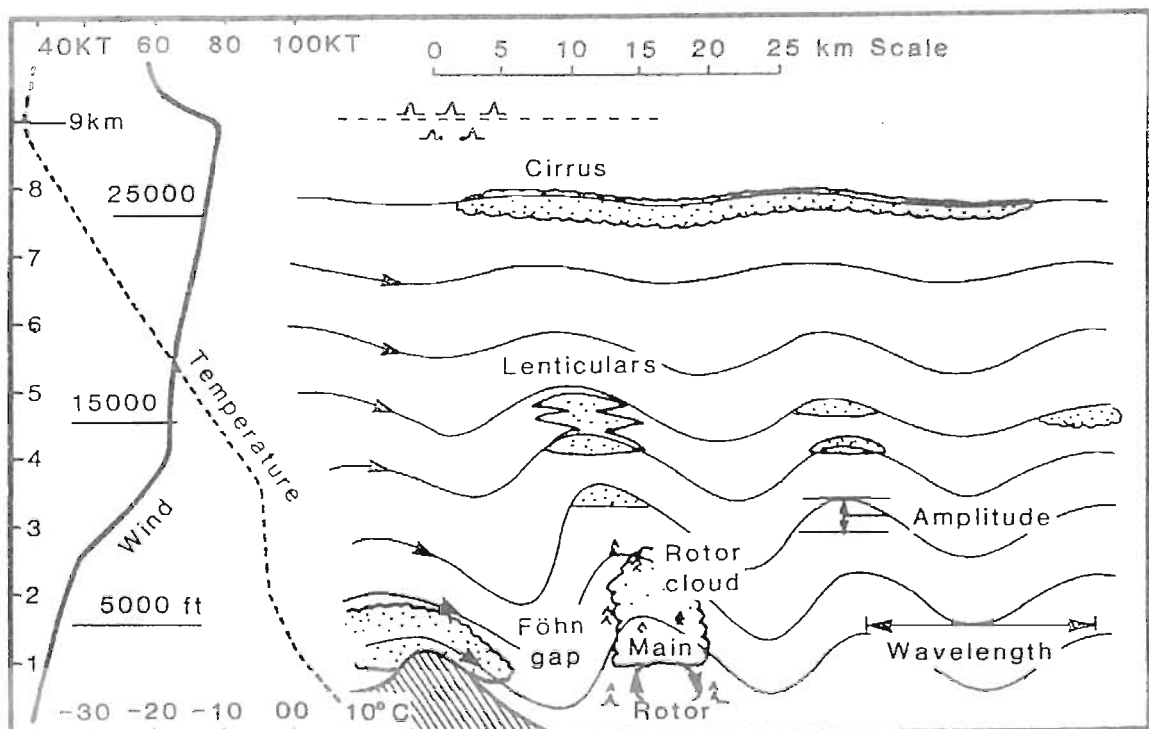 40KT 60 80 100KT
0 5 10 15 20 25 km Scale
9km
Cirrus
8
25000
7
6
Temperature
Lenticulars
5
15000
4
Wind
Amplitude
3
Rotor
cloud
2
5000 ft
Föhn
gap
Main
Wavelength
1
Rotor
-30 -20 -10 00 10°C